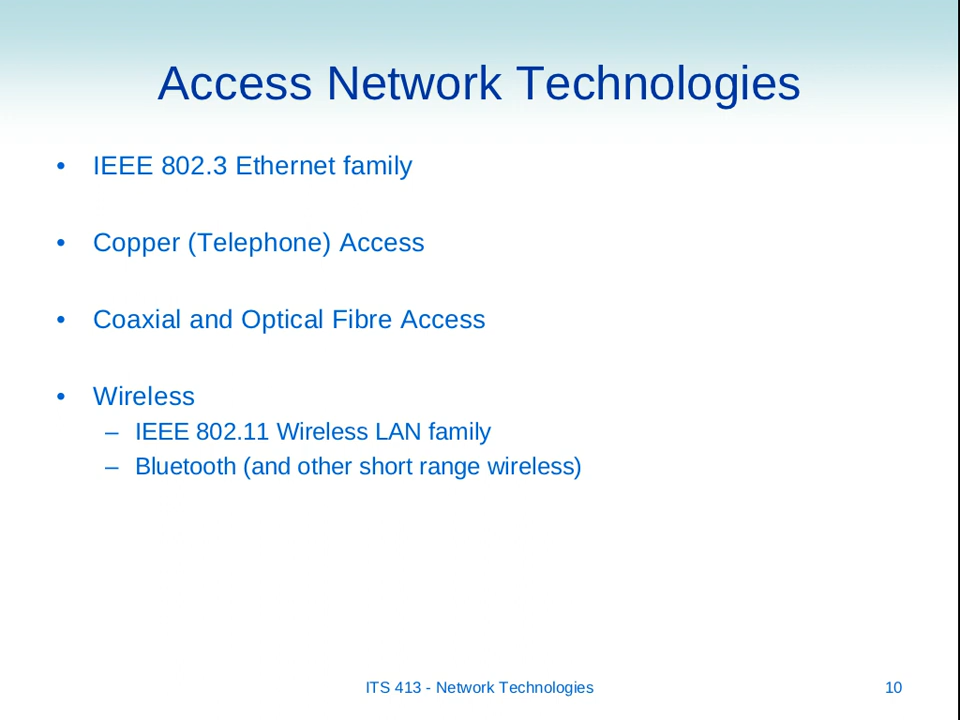 Access Network Technologies
• IEEE 802.3 Ethernet family
• Copper (Telephone) Access
• Coaxial and Optical Fibre Access
• Wireless
– IEEE 802.11 Wireless LAN family
– Bluetooth (and other short range wireless)
ITS 413 - Network Technologies
10